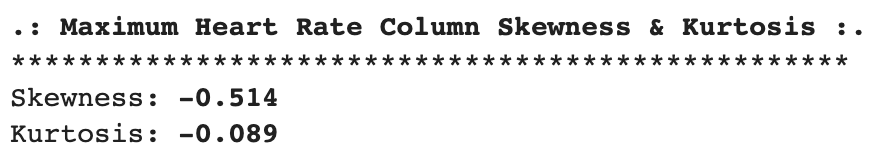 .: Maximum Heart Rate Column Skewness & Kurtosis :.
**************************************************
Skewness: -0.514
Kurtosis: -0.089